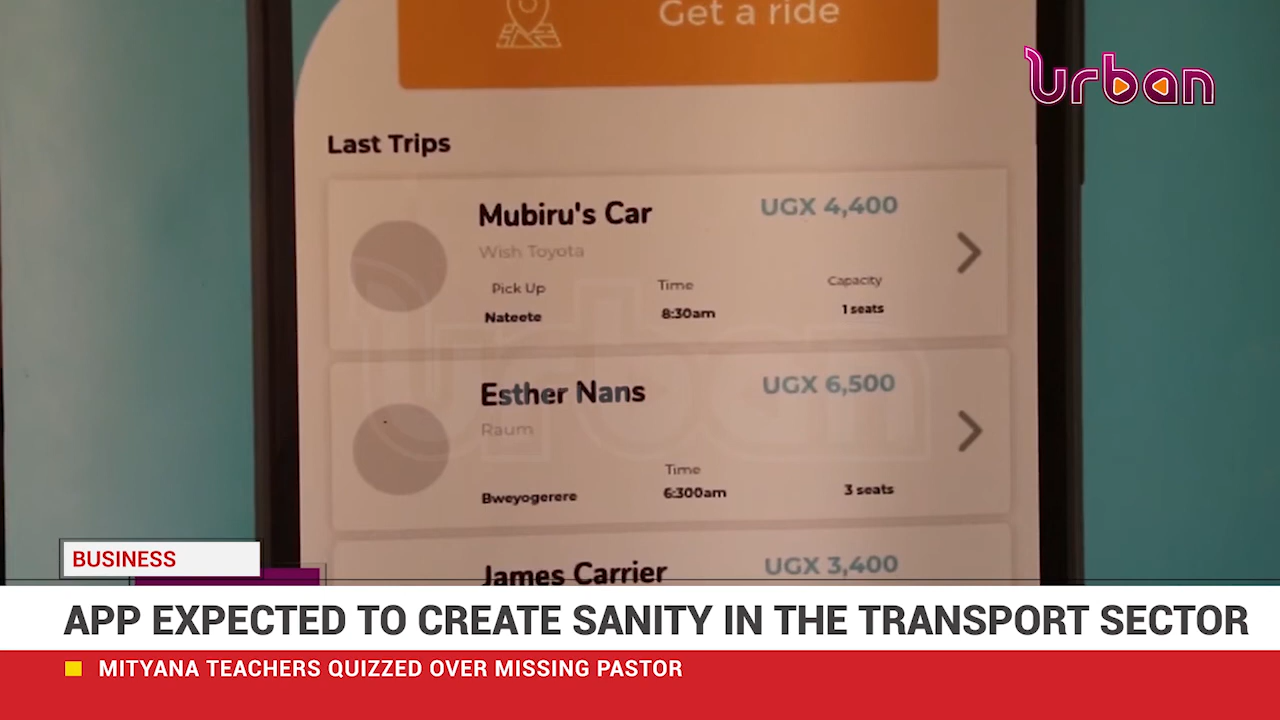 Get a ride
urban
Last Trips
Mubiru's Car
UGX 4,400
Wish Toyota
Pick Up
Time
Capacity
Nateete
8:30am
1 seats
urban
Esther Nans
UGX 6,500
Raum
Time
Bweyogerere
6:300am
3 seats
James Carrier
UGX 3,400
BUSINESS
APP EXPECTED TO CREATE SANITY IN THE TRANSPORT SECTOR
MITYANA TEACHERS QUIZZED OVER MISSING PASTOR